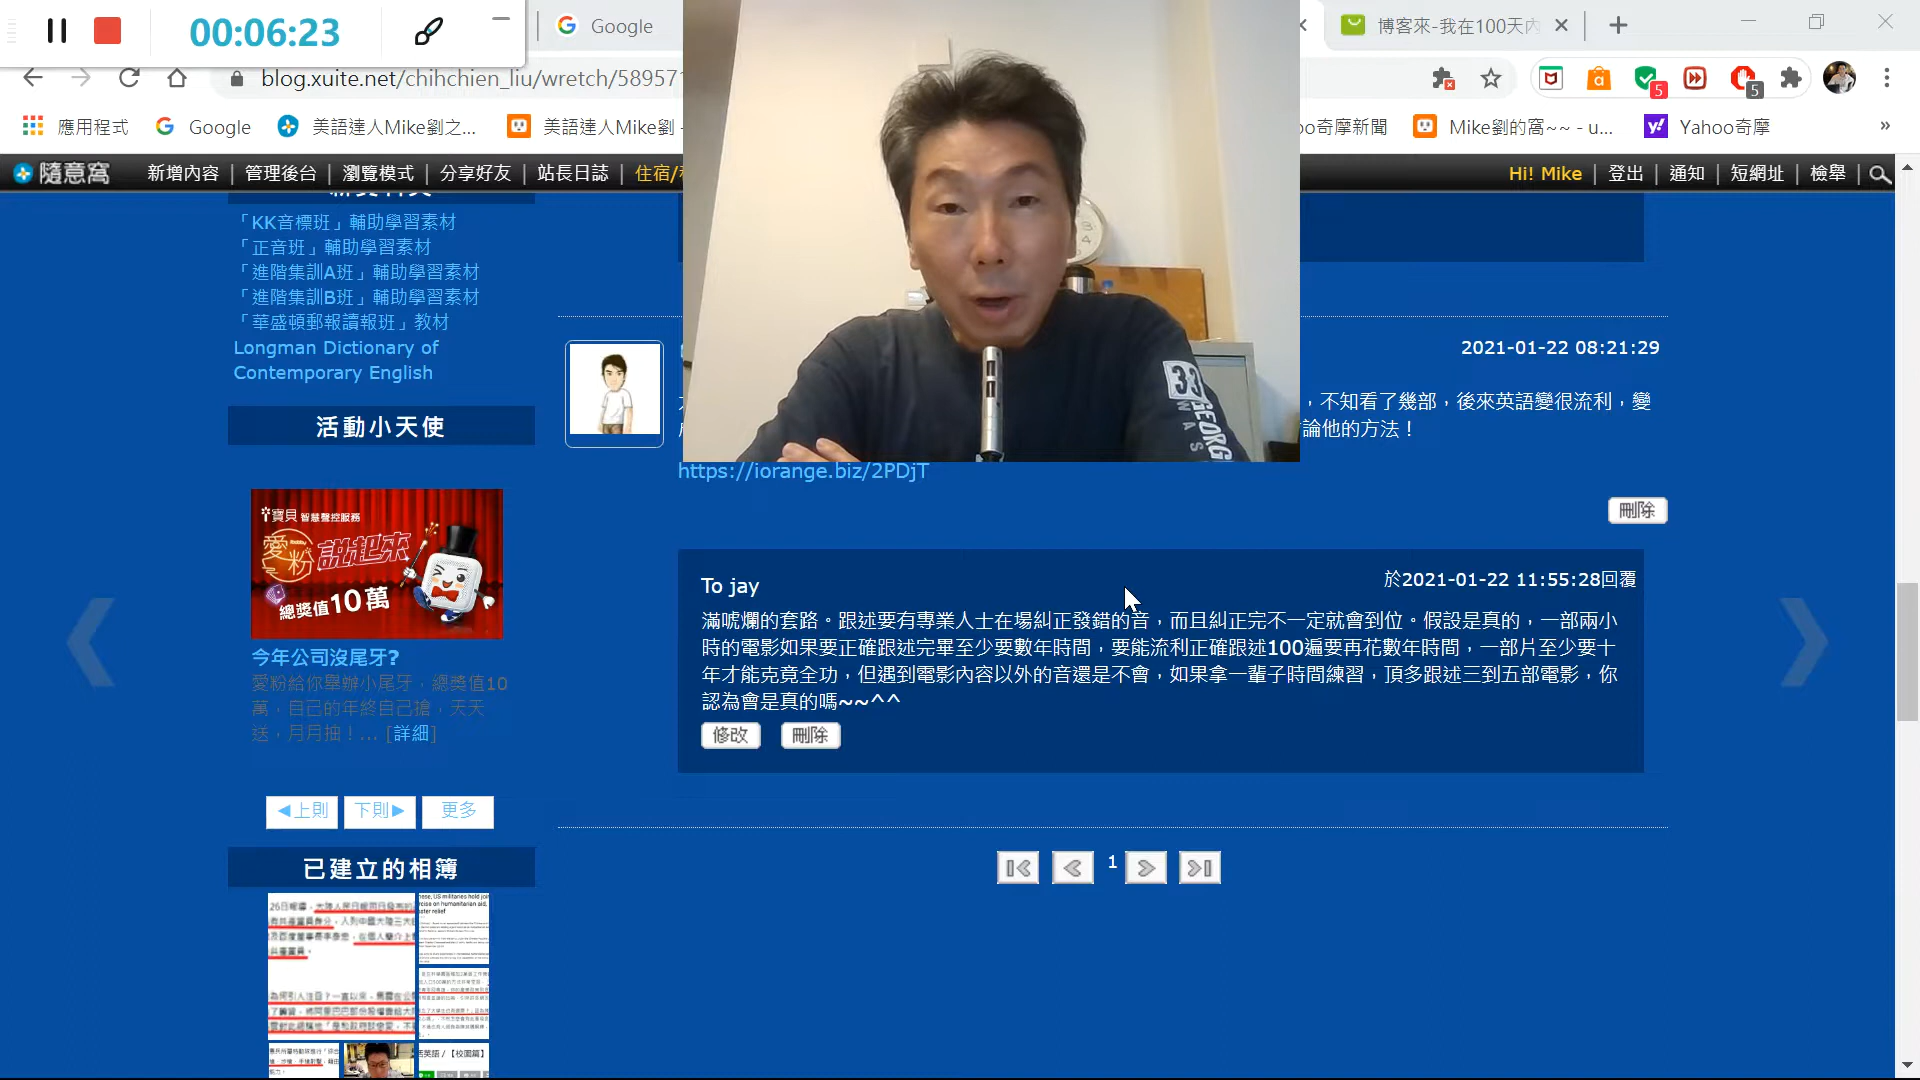 00:06:23
Google
博客來-我在100天內
blog.xuite.net/chihchien_liu/wretch/58957
5
5
應用程式
Google
美語達人Mike劉之...
美語達人Mike劉
奇摩新聞
Mike劉的窩~~ - u...
Yahoo奇摩
»
隨意窩
新增內容 | 管理後台 | 瀏覽模式 | 分享好友 | 站長日誌 | 住宿/
Hi! Mike | 登出 | 通知 | 短網址 | 檢舉
「KK音標班」輔助學習素材
「正音班」輔助學習素材
「進階集訓A班」輔助學習素材
「進階集訓B班」輔助學習素材
「華盛頓郵報讀報班」教材
Longman Dictionary of
Contemporary English
活動小天使
寶貝 智慧聲控服務
愛粉說起來
總獎值10萬
今年公司沒尾牙?
愛粉給你舉辦小尾牙，總獎值10
萬，自己的年終自己搶，天天
送，月月抽！... [詳細]
◀上則
下則▶
更多
已建立的相簿
33
GEORG
WAS
2021-01-22 08:21:29
，不知看了幾部，後來英語變很流利，變
論他的方法！
https://iorange.biz/2PDjT
刪除
To jay
於2021-01-22 11:55:28回覆
滿唬爛的套路。跟述要有專業人士在場糾正發錯的音，而且糾正完不一定就會到位。假設是真的，一部兩小
時的電影如果要正確跟述完畢至少要數年時間，要能流利正確跟述100遍要再花數年時間，一部片至少要十
年才能克竟全功，但遇到電影內容以外的音還是不會，如果拿一輩子時間練習，頂多跟述三到五部電影，你
認為會是真的嗎~~^^
修改
刪除
1